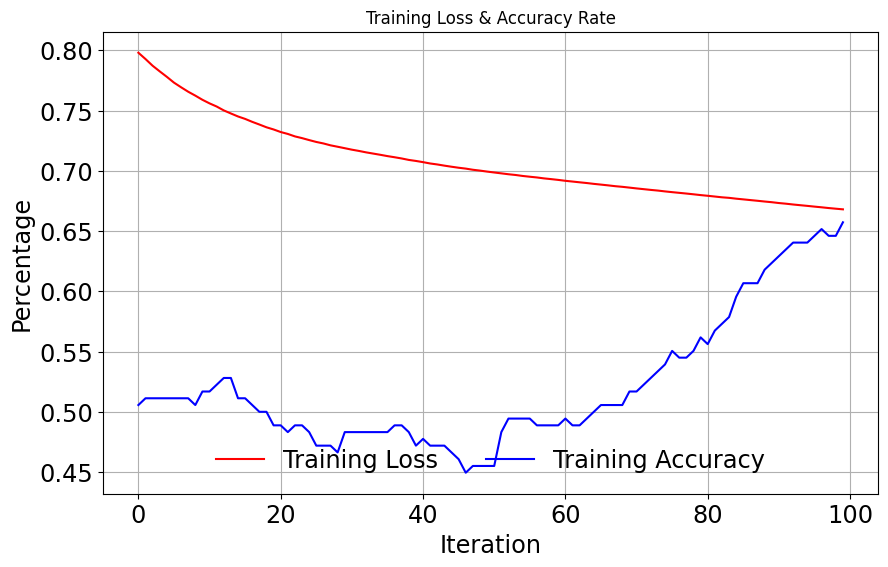 Training Loss & Accuracy Rate
0.80
0.75
0.70
0.65
0.60
0.55
0.50
0.45
Percentage
Training Loss Training Accuracy
0 20 40 60 80 100
Iteration